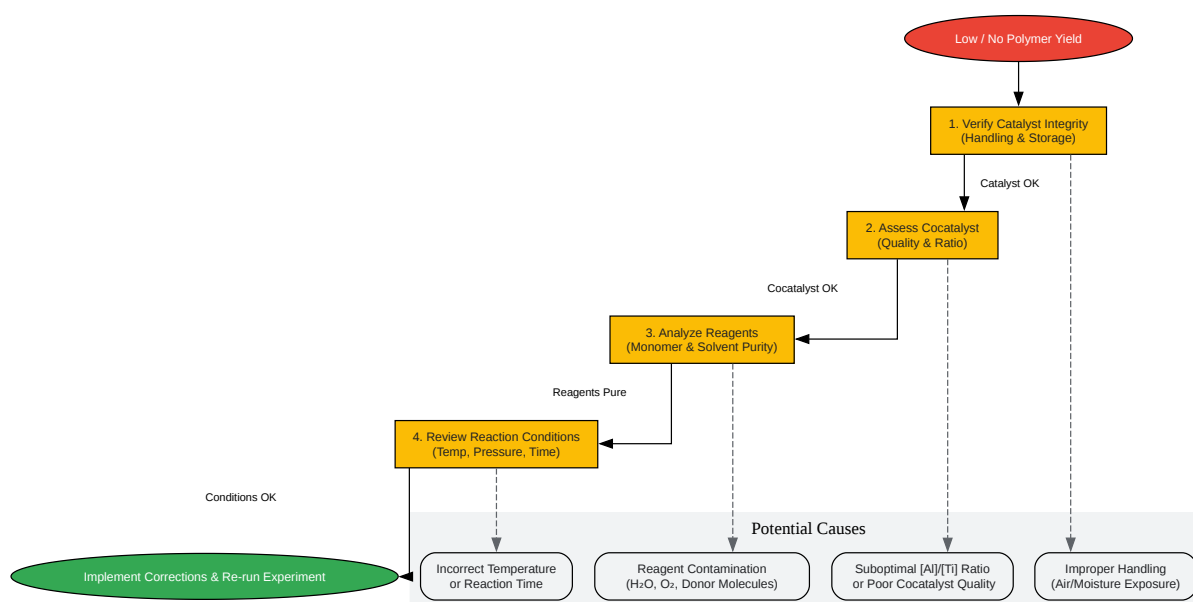 Low / No Polymer Yield
1. Verify Catalyst Integrity
(Handling & Storage)
Catalyst OK
2. Assess Cocatalyst
(Quality & Ratio)
Cocatalyst OK
3. Analyze Reagents
(Monomer & Solvent Purity)
Reagents Pure
4. Review Reaction Conditions
(Temp, Pressure, Time)
Conditions OK
Potential Causes
Implement Corrections & Re-run Experiment
Incorrect Temperature
or Reaction Time
Reagent Contamination
(H₂O, O₂, Donor Molecules)
Suboptimal [Al]/[Ti] Ratio
or Poor Cocatalyst Quality
Improper Handling
(Air/Moisture Exposure)